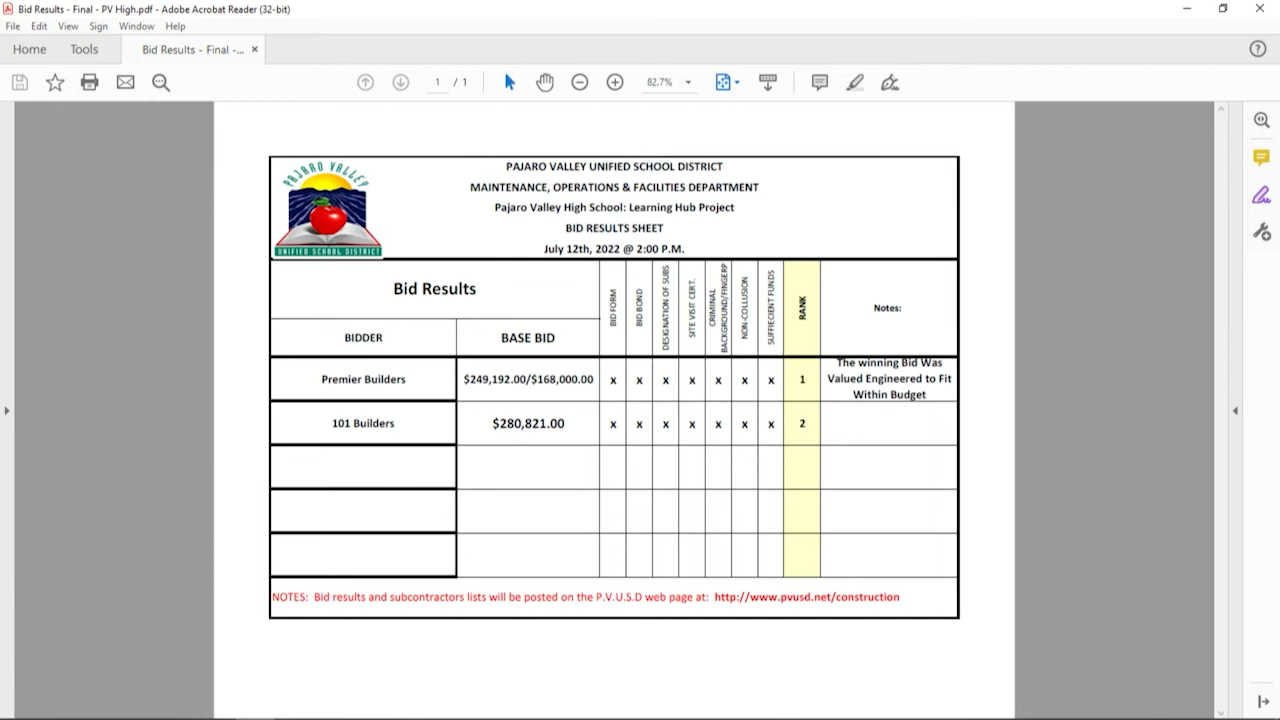 Bid Results - Final - PV High.pdf - Adobe Acrobat Reader (32-bit)
File Edit View Sign Window Help
Home Tools Bid Results - Final -... ×
1 / 1 82.7%
PAJARO VALLEY
UNIFIED SCHOOL DISTRICT
PAJARO VALLEY UNIFIED SCHOOL DISTRICT
MAINTENANCE, OPERATIONS & FACILITIES DEPARTMENT
Pajaro Valley High School: Learning Hub Project
BID RESULTS SHEET
July 12th, 2022 @ 2:00 P.M.
Bid Results
BIDDER
BASE BID
BID FORM
BID BOND
DESIGNATION OF SUBS
SITE VISIT CERT.
CRIMINAL
BACKGROUND/FINGERP
NON-COLLUSION
SUFFRECIENT FUNDS
RANK
Notes:
Premier Builders $249,192.00/$168,000.00 x x x x x x x 1
The winning Bid Was
Valued Engineered to Fit
Within Budget
101 Builders $280,821.00 x x x x x x x 2
NOTES: Bid results and subcontractors lists will be posted on the P.V.U.S.D web page at: http://www.pvusd.net/construction